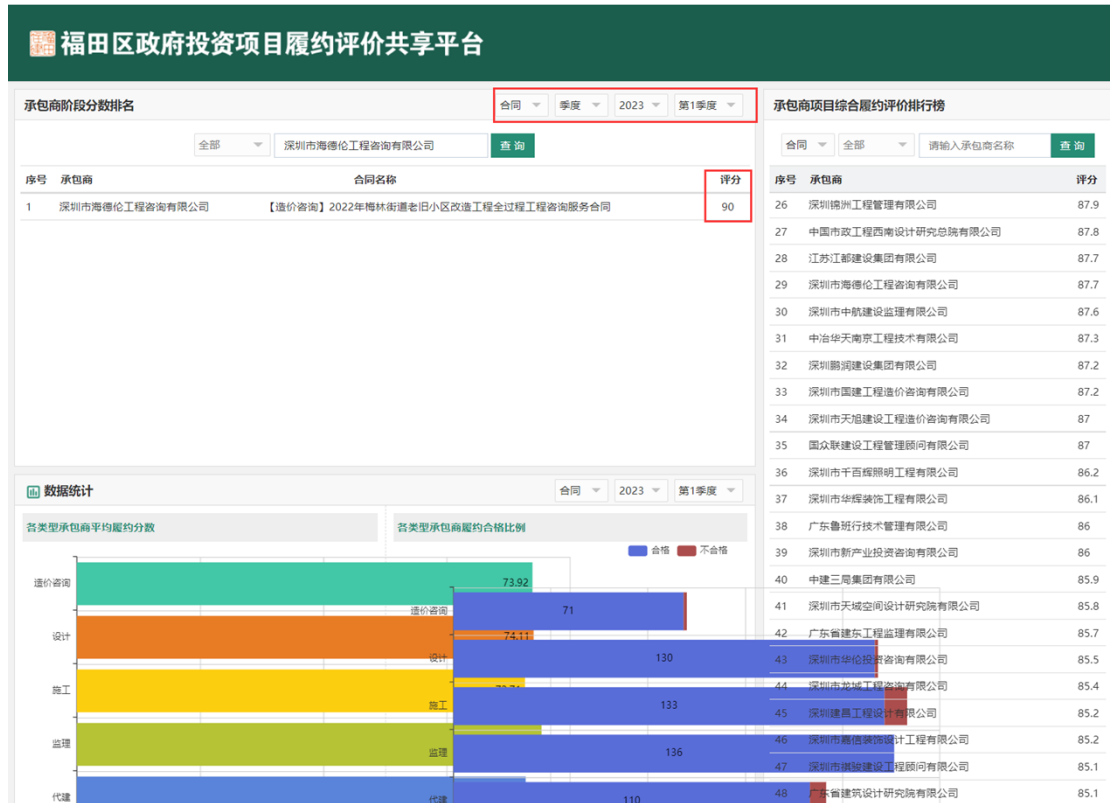 福田区政府投资项目履约评价共享平台
承包商阶段分数排名
合同 季度 2023 第1季度
全部 深圳市海德伦工程咨询有限公司 查询
序号 承包商 合同名称 评分
1 深圳市海德伦工程咨询有限公司 【造价咨询】2022年梅林街道老旧小区改造工程全过程工程咨询服务合同 90
承包商项目综合履约评价排行榜
合同 全部 请输入承包商名称 查询
序号 承包商 评分
26 深圳锦洲工程管理有限公司 87.9
27 中国市政工程西南设计研究总院有限公司 87.8
28 江苏江都建设集团有限公司 87.7
29 深圳市海德伦工程咨询有限公司 87.7
30 深圳市中航建设监理有限公司 87.6
31 中冶华天南京工程技术有限公司 87.3
32 深圳鹏润建设集团有限公司 87.2
33 深圳市国建工程造价咨询有限公司 87.2
34 深圳市天旭建设工程造价咨询有限公司 87
35 国众联建设工程管理顾问有限公司 87
36 深圳市千百辉照明工程有限公司 86.2
37 深圳市华辉装饰工程有限公司 86.1
38 广东鲁班行技术管理有限公司 86
39 深圳市新产业投资咨询有限公司 86
40 中建三局集团有限公司 85.9
41 深圳市天域空间设计研究院有限公司 85.8
42 广东省建东工程监理有限公司 85.7
43 深圳市华伦投资咨询有限公司 85.5
44 深圳市龙城工程咨询有限公司 85.4
45 深圳建昌工程设计有限公司 85.2
46 深圳市嘉信装饰设计工程有限公司 85.2
47 深圳市棋骏建设工程顾问有限公司 85.1
48 广东省建筑设计研究院有限公司 85.1
数据统计
合同 2023 第1季度
各类型承包商平均履约分数
造价咨询 73.92
设计 74.11
施工
监理
代建
各类型承包商履约合格比例
合格 不合格
造价咨询 71
设计 130
施工 133
监理 136
代建 110